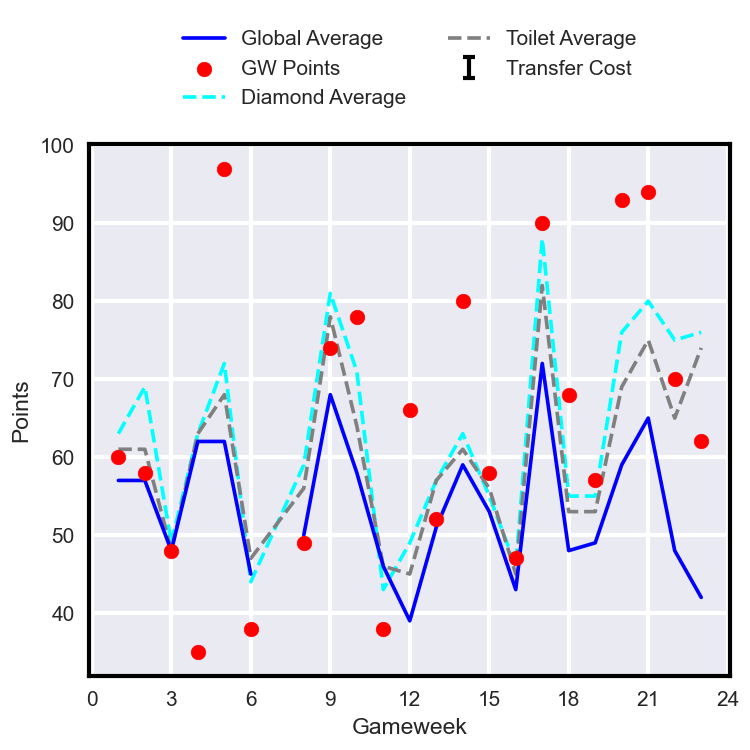 Global Average
GW Points
Diamond Average
Toilet Average
Transfer Cost
100
90
80
70
60
50
40
Points
0 3 6 9 12 15 18 21 24
Gameweek